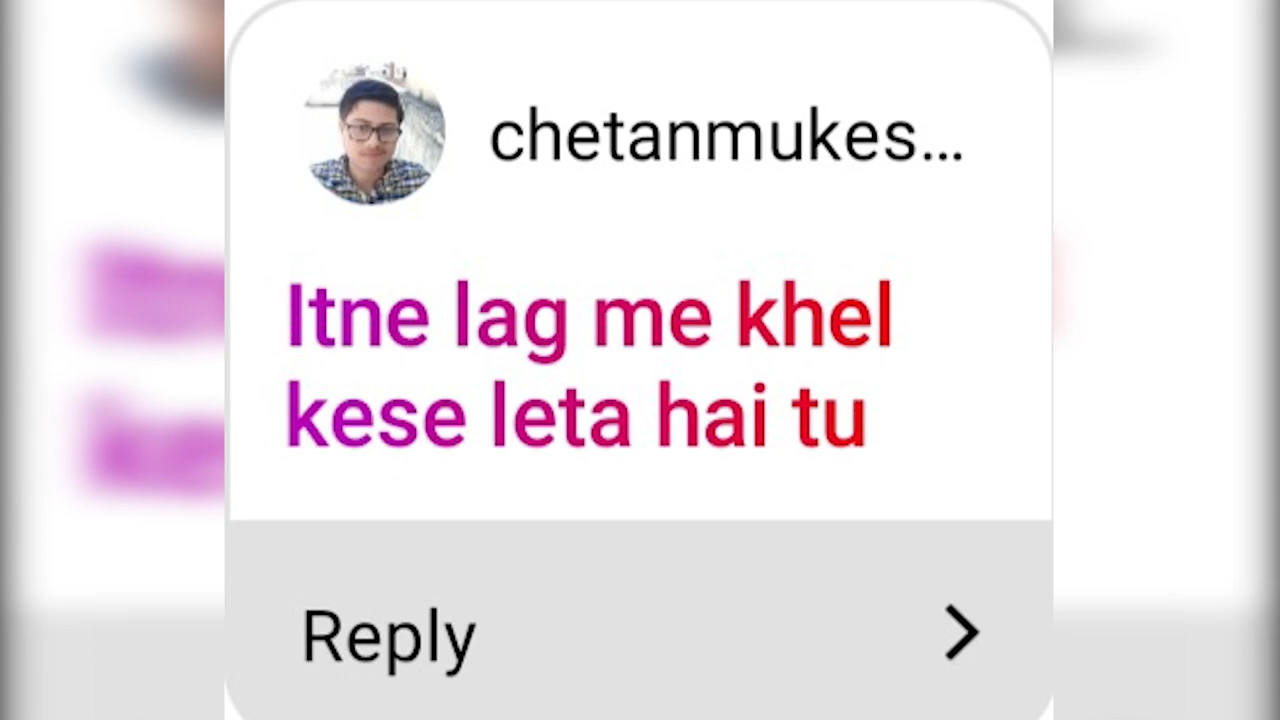 chetanmukes...
Itne lag me khel
kese leta hai tu
Reply